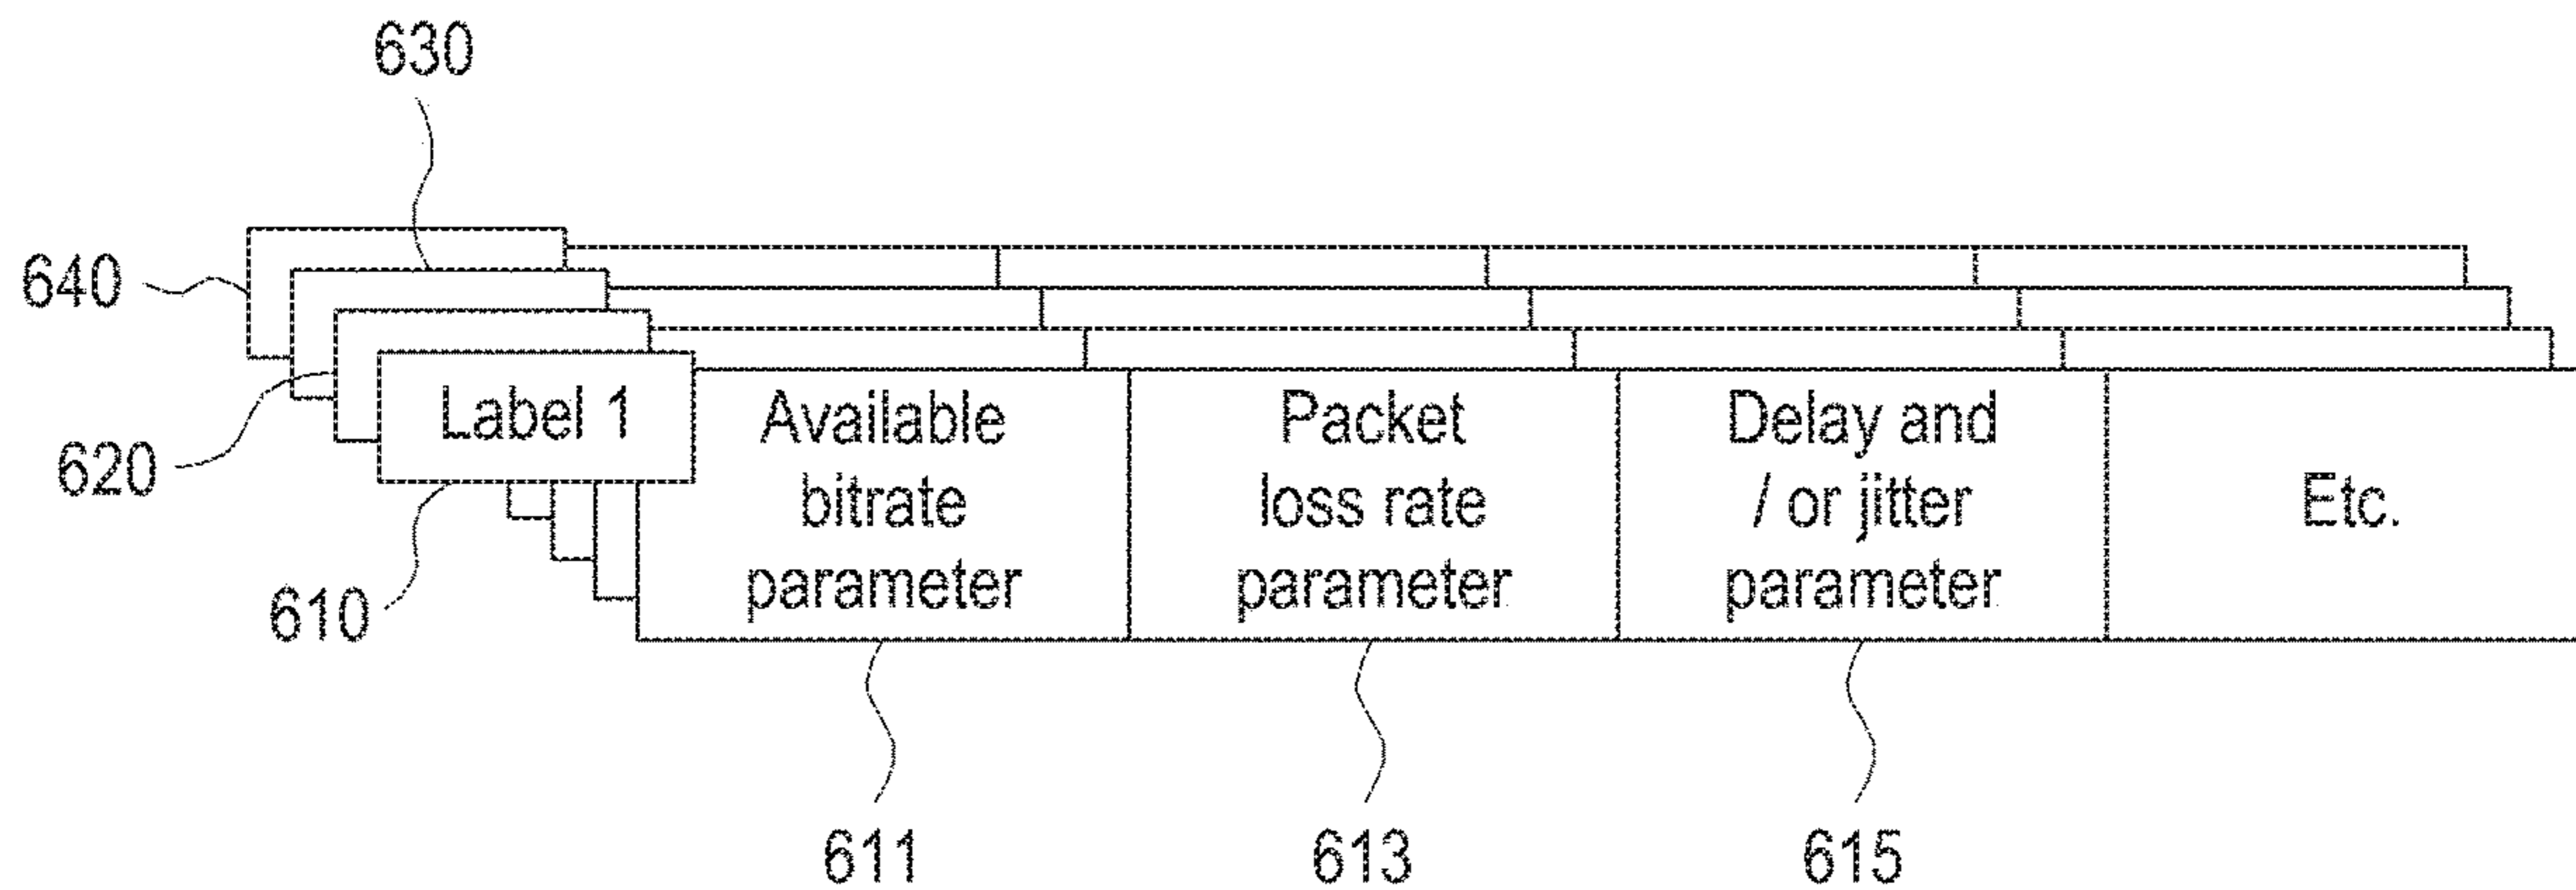 630
640
620
610
Label 1
Available
bitrate
parameter
Packet
loss rate
parameter
Delay and
/ or jitter
parameter
Etc.
611
613
615